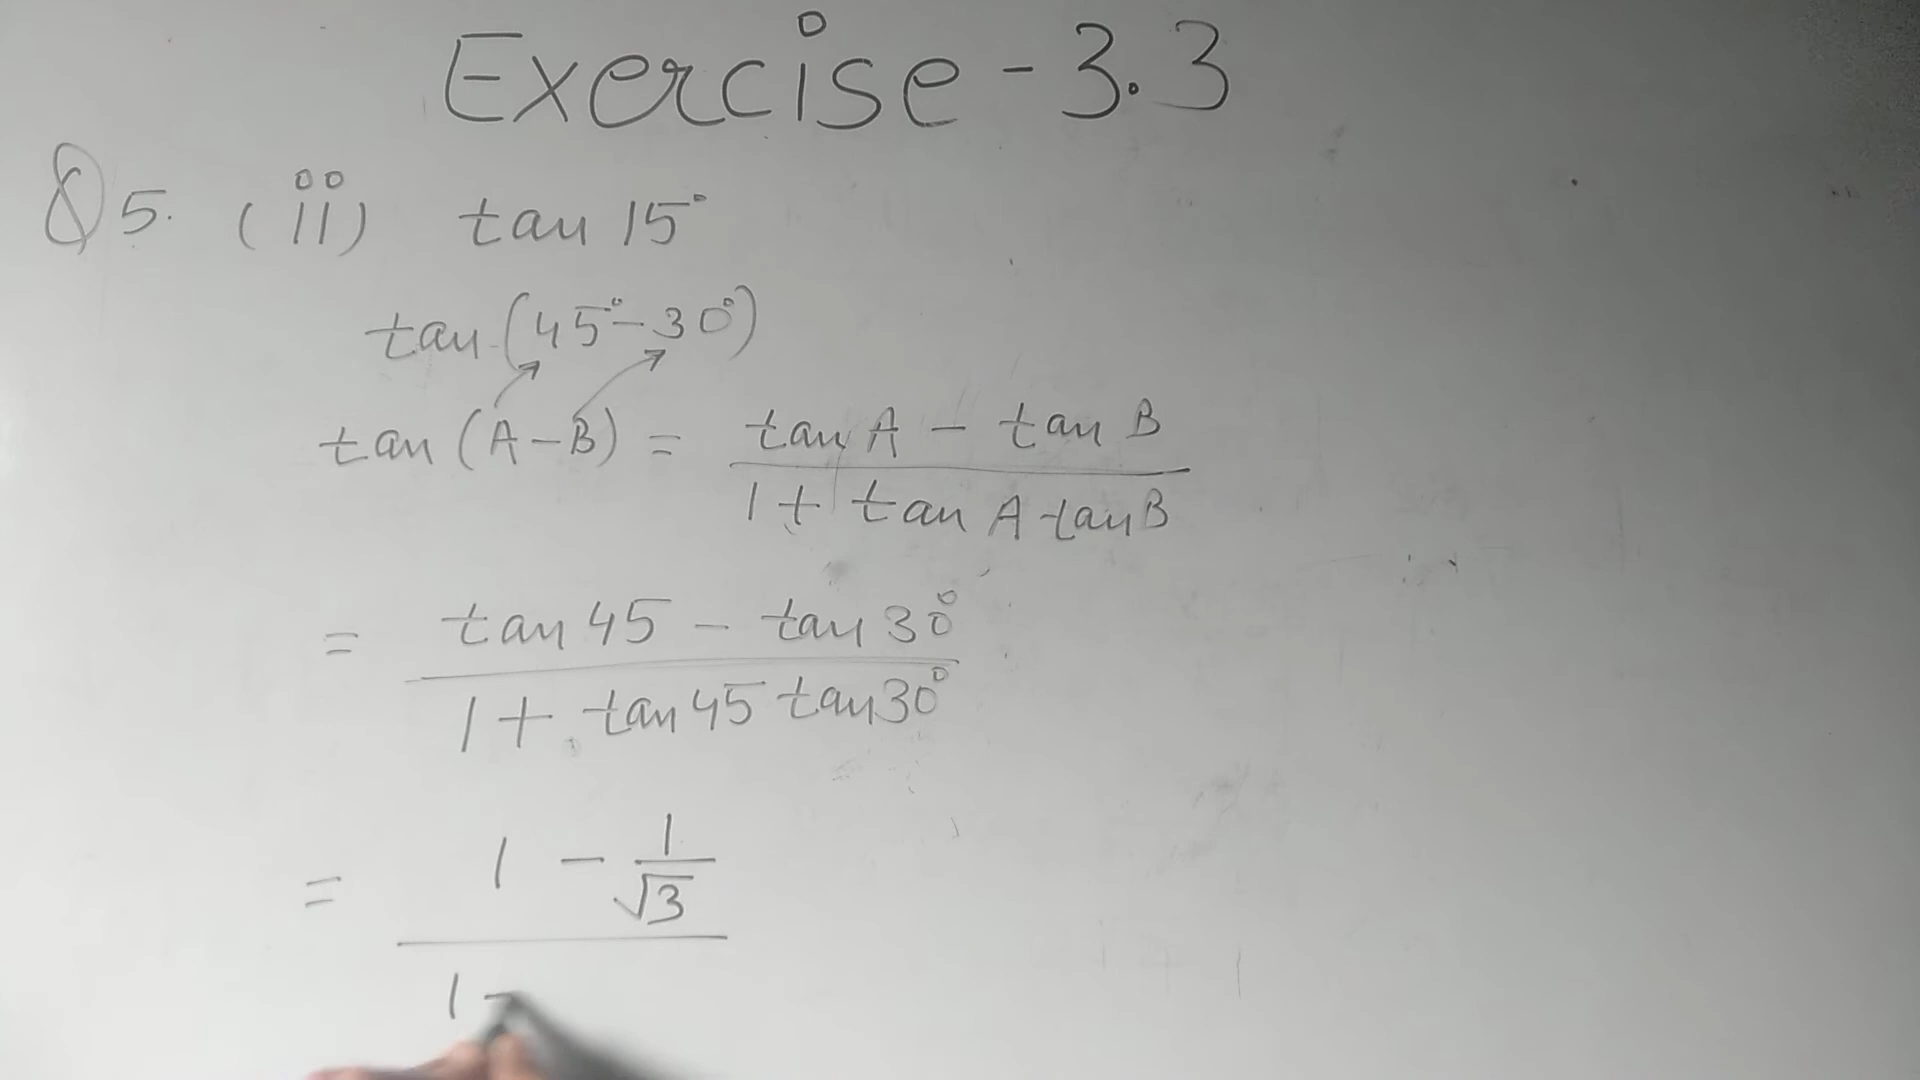 Exercise-3.3
Q5. (ii) tan 15°
tan (45°-30°)
tan (A-B) = tan A - tan B
1 + tan A tan B
= tan 45 - tan 30°
1 + tan 45 tan 30°
= 1 - 1
√3
1